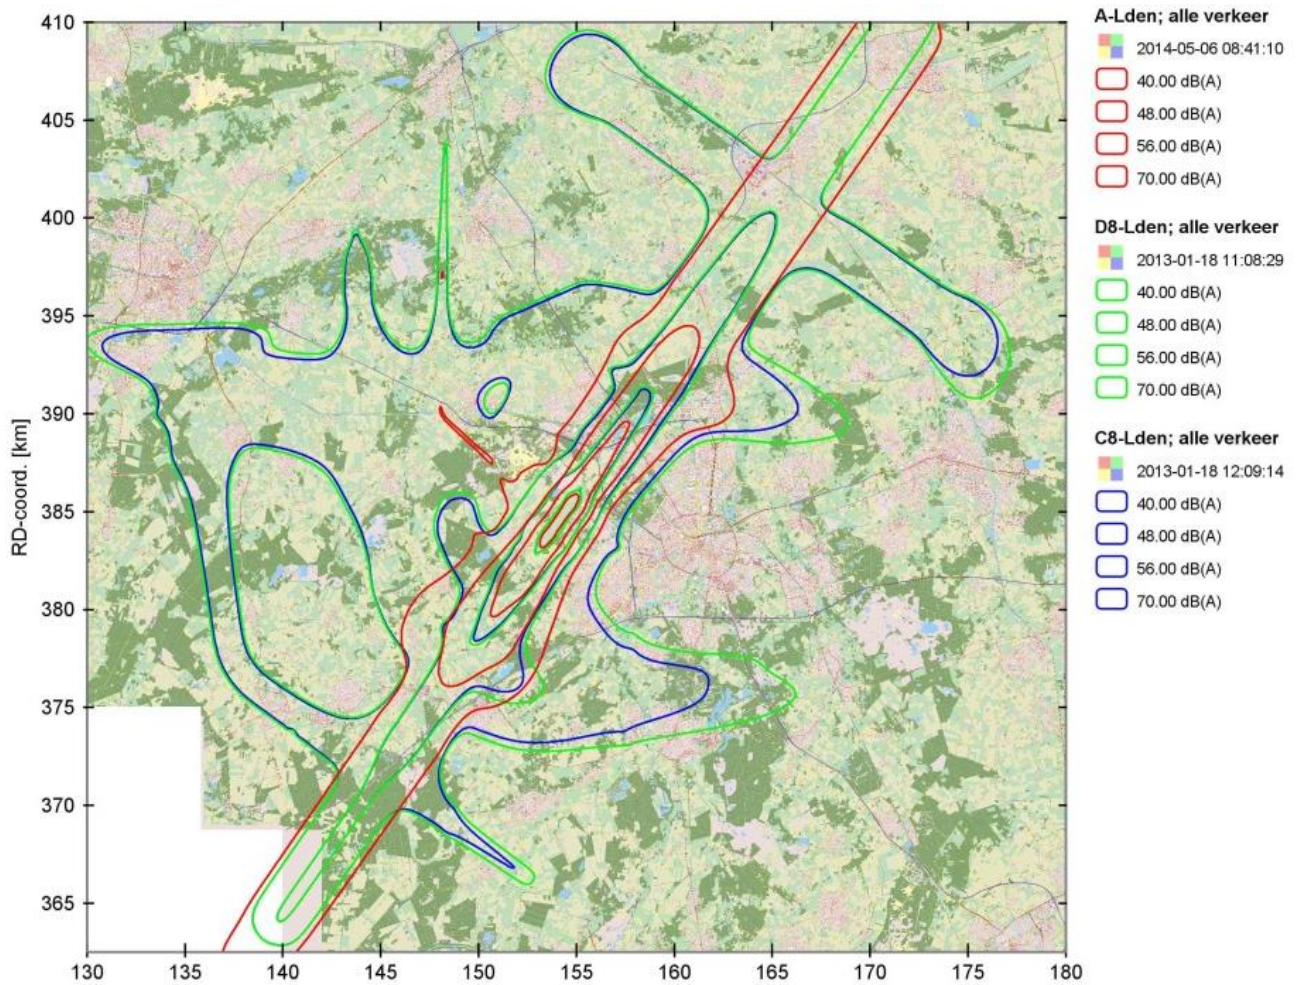 410
405
400
395
390
385
380
375
370
365
RD-coord. [km]
130
135
140
145
150
155
160
165
170
175
180
A-Lden; alle verkeer
2014-05-06 08:41:10
40.00 dB(A)
48.00 dB(A)
56.00 dB(A)
70.00 dB(A)
D8-Lden; alle verkeer
2013-01-18 11:08:29
40.00 dB(A)
48.00 dB(A)
56.00 dB(A)
70.00 dB(A)
C8-Lden; alle verkeer
2013-01-18 12:09:14
40.00 dB(A)
48.00 dB(A)
56.00 dB(A)
70.00 dB(A)